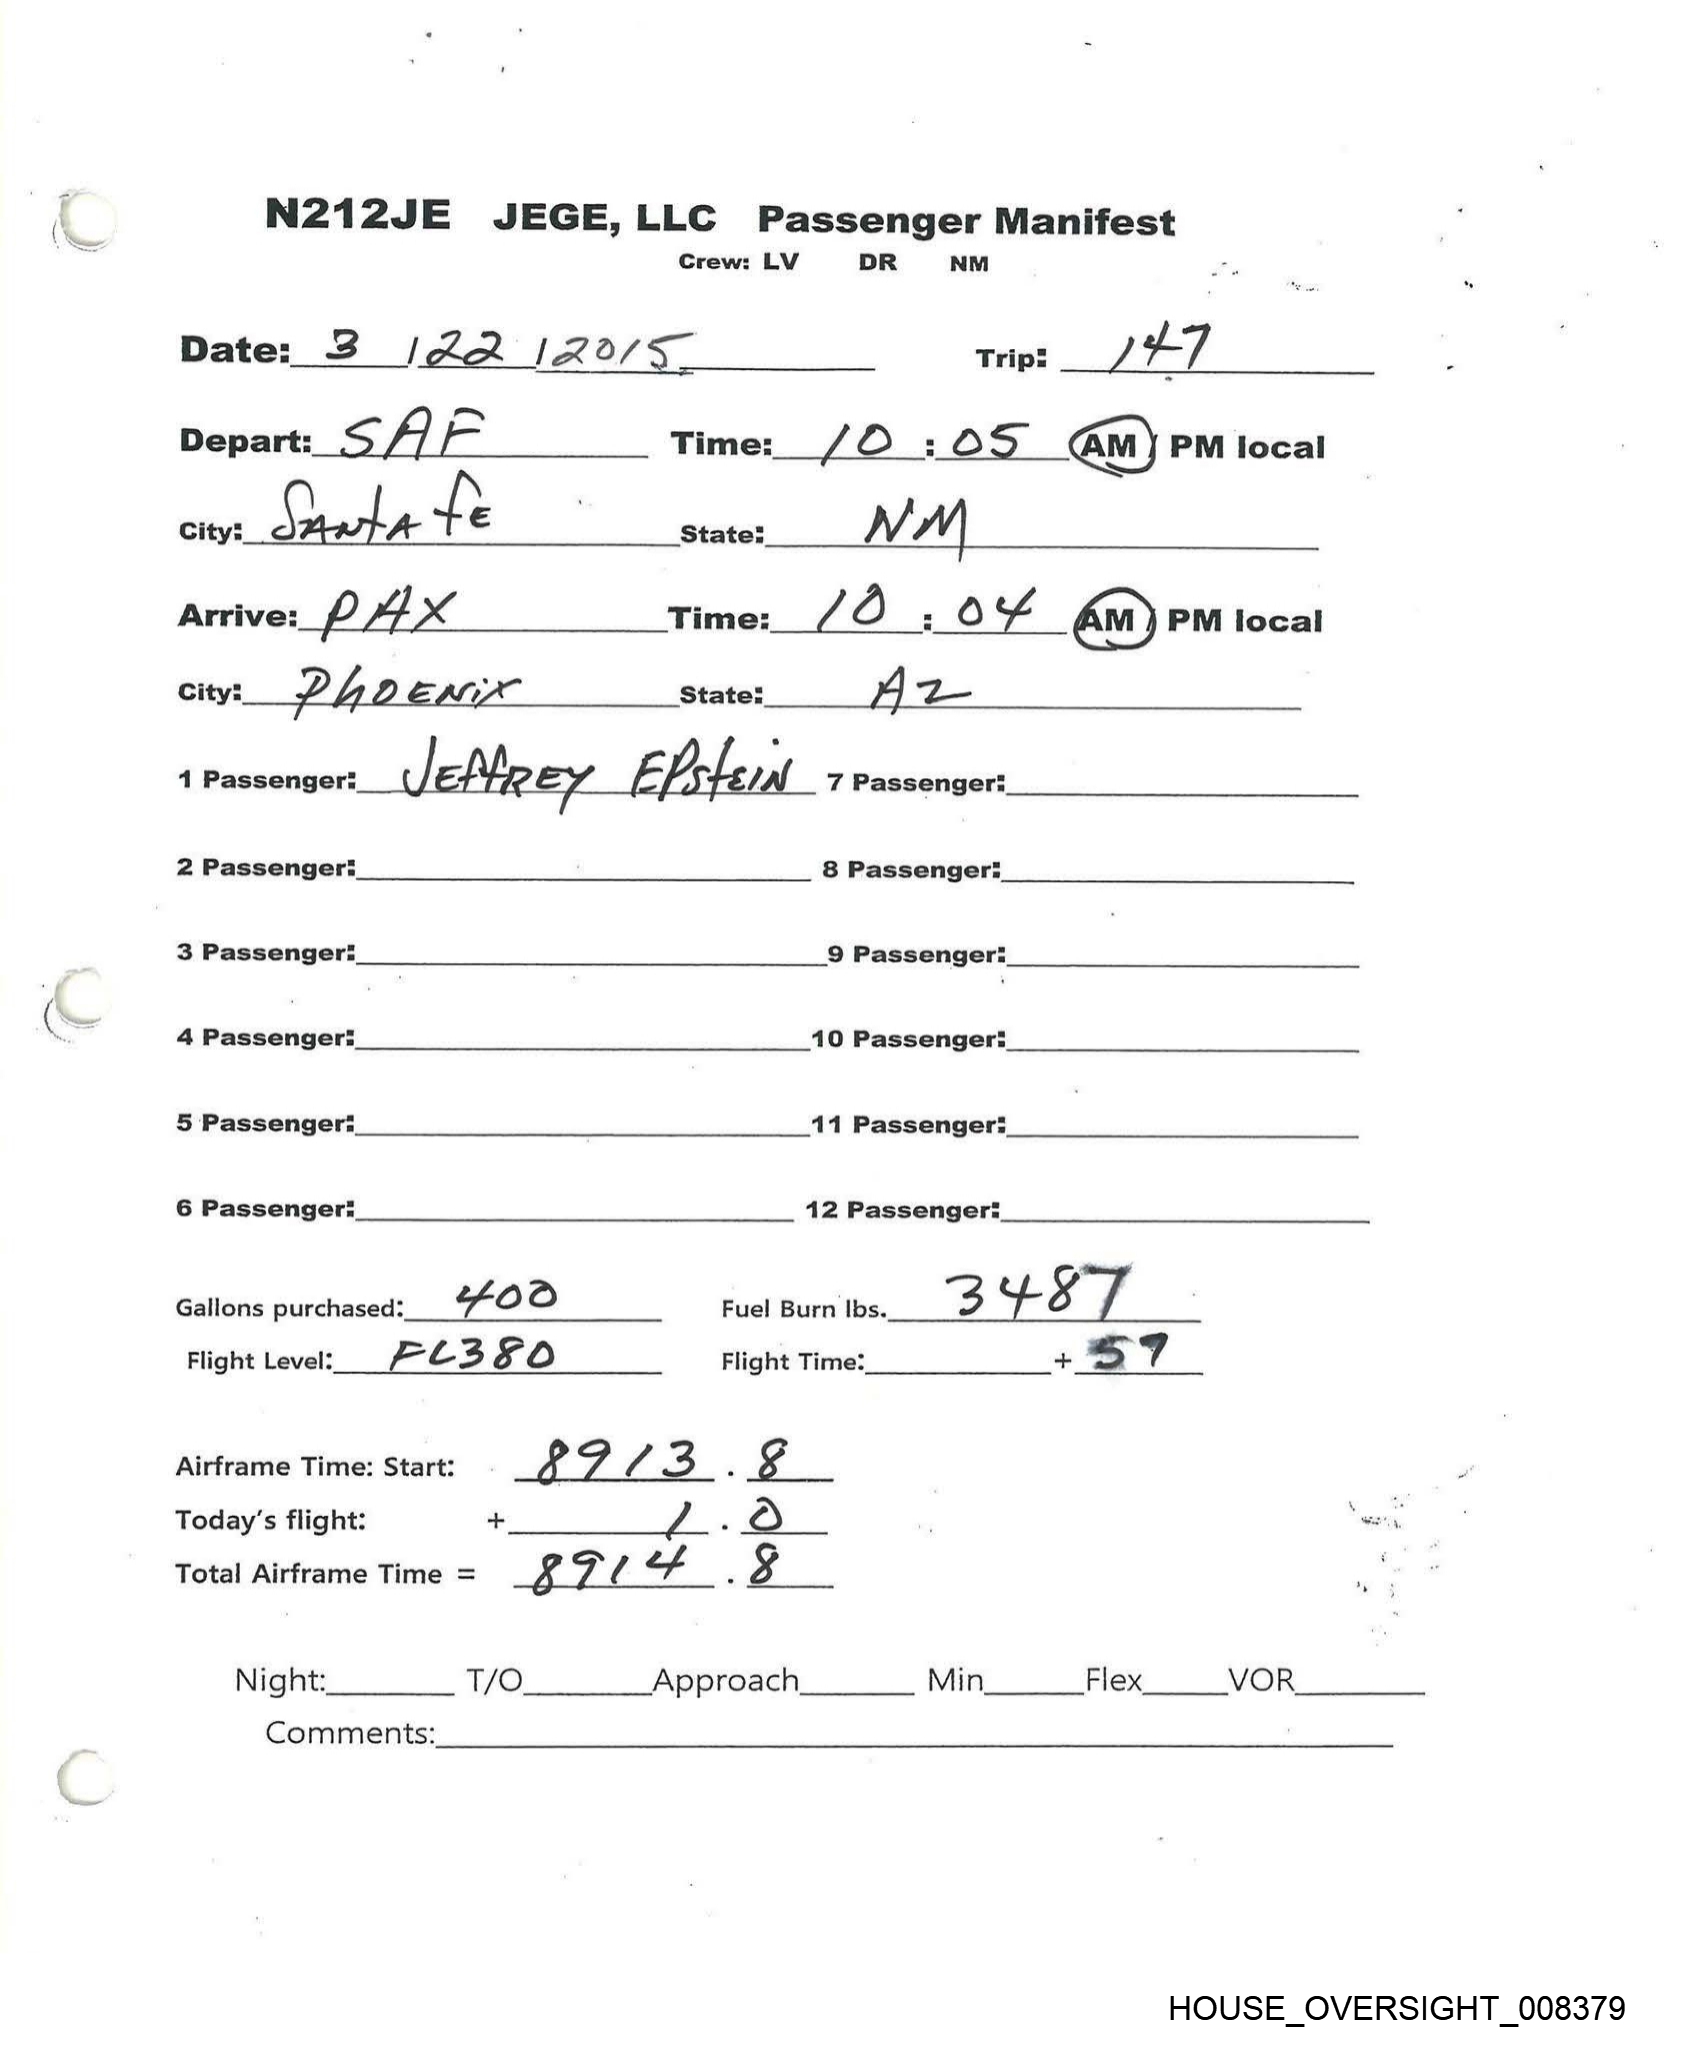 N212JE JEGE, LLC Passenger Manifest
Crew: LV DR NM
Date: 3 / 22 / 2015 Trip: 147
Depart: SAF Time: 10 : 05 AM / PM local
City: Santa Fe State: NM
Arrive: PAX Time: 10 : 04 AM / PM local
City: Phoenix State: AZ
1 Passenger: Jeffrey Epstein 7 Passenger:
2 Passenger: 8 Passenger:
3 Passenger: 9 Passenger:
4 Passenger: 10 Passenger:
5 Passenger: 11 Passenger:
6 Passenger: 12 Passenger:
Gallons purchased: 400 Fuel Burn lbs. 3487
Flight Level: FL380 Flight Time: + 59
Airframe Time: Start: 8913 . 8
Today's flight: + 1 . 0
Total Airframe Time = 8914 . 8
Night: T/O Approach Min Flex VOR
Comments:
HOUSE_OVERSIGHT_008379